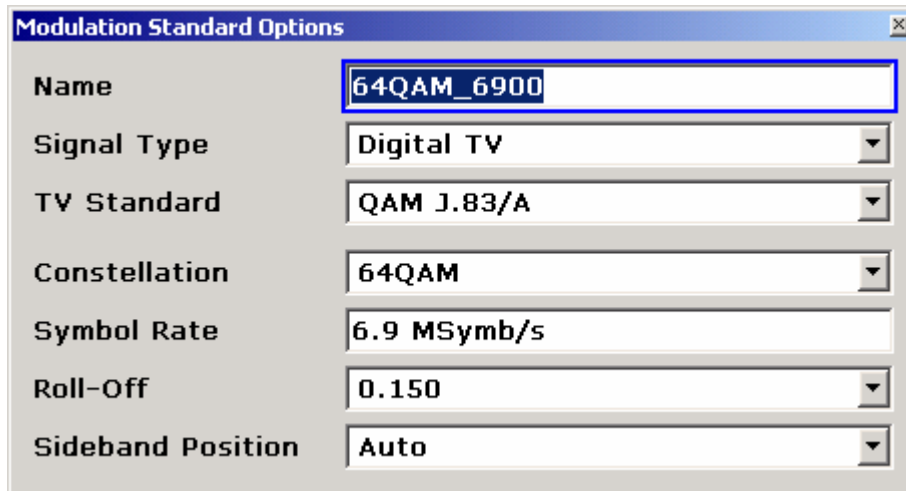 Modulation Standard Options
Name 64QAM_6900
Signal Type Digital TV
TV Standard QAM J.83/A
Constellation 64QAM
Symbol Rate 6.9 MSymb/s
Roll-Off 0.150
Sideband Position Auto